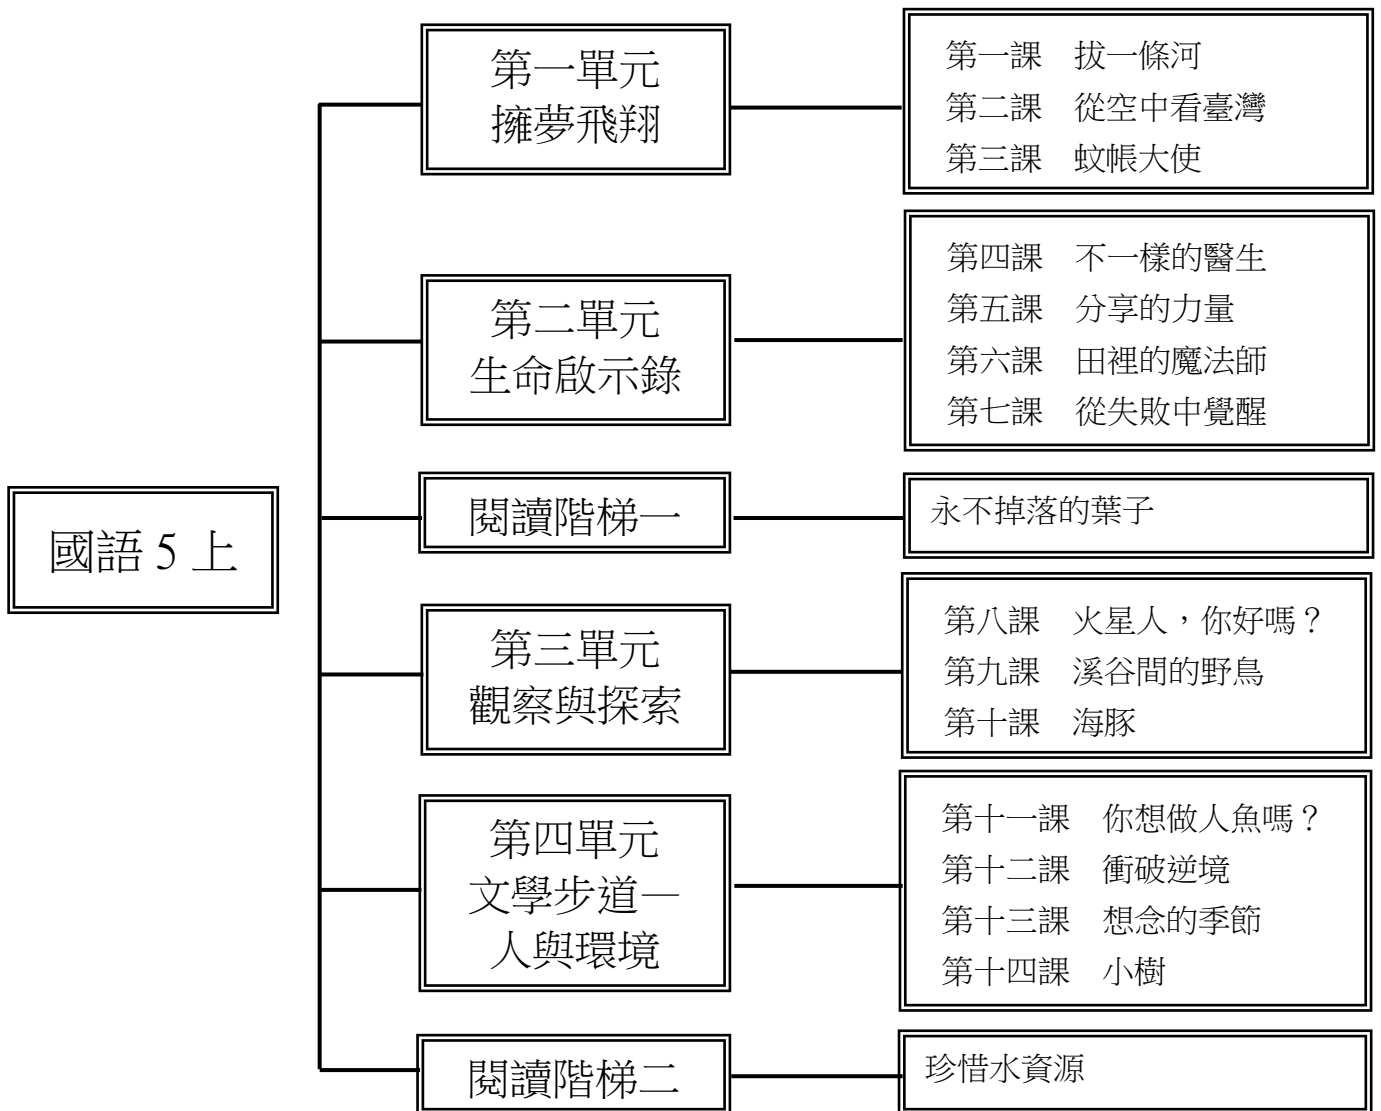 國語 5 上
第一單元
擁夢飛翔
第一課　拔一條河
第二課　從空中看臺灣
第三課　蚊帳大使
第二單元
生命啟示錄
第四課　不一樣的醫生
第五課　分享的力量
第六課　田裡的魔法師
第七課　從失敗中覺醒
閱讀階梯一
永不掉落的葉子
第三單元
觀察與探索
第八課　火星人，你好嗎？
第九課　溪谷間的野鳥
第十課　海豚
第四單元
文學步道—
人與環境
第十一課　你想做人魚嗎？
第十二課　衝破逆境
第十三課　想念的季節
第十四課　小樹
閱讀階梯二
珍惜水資源